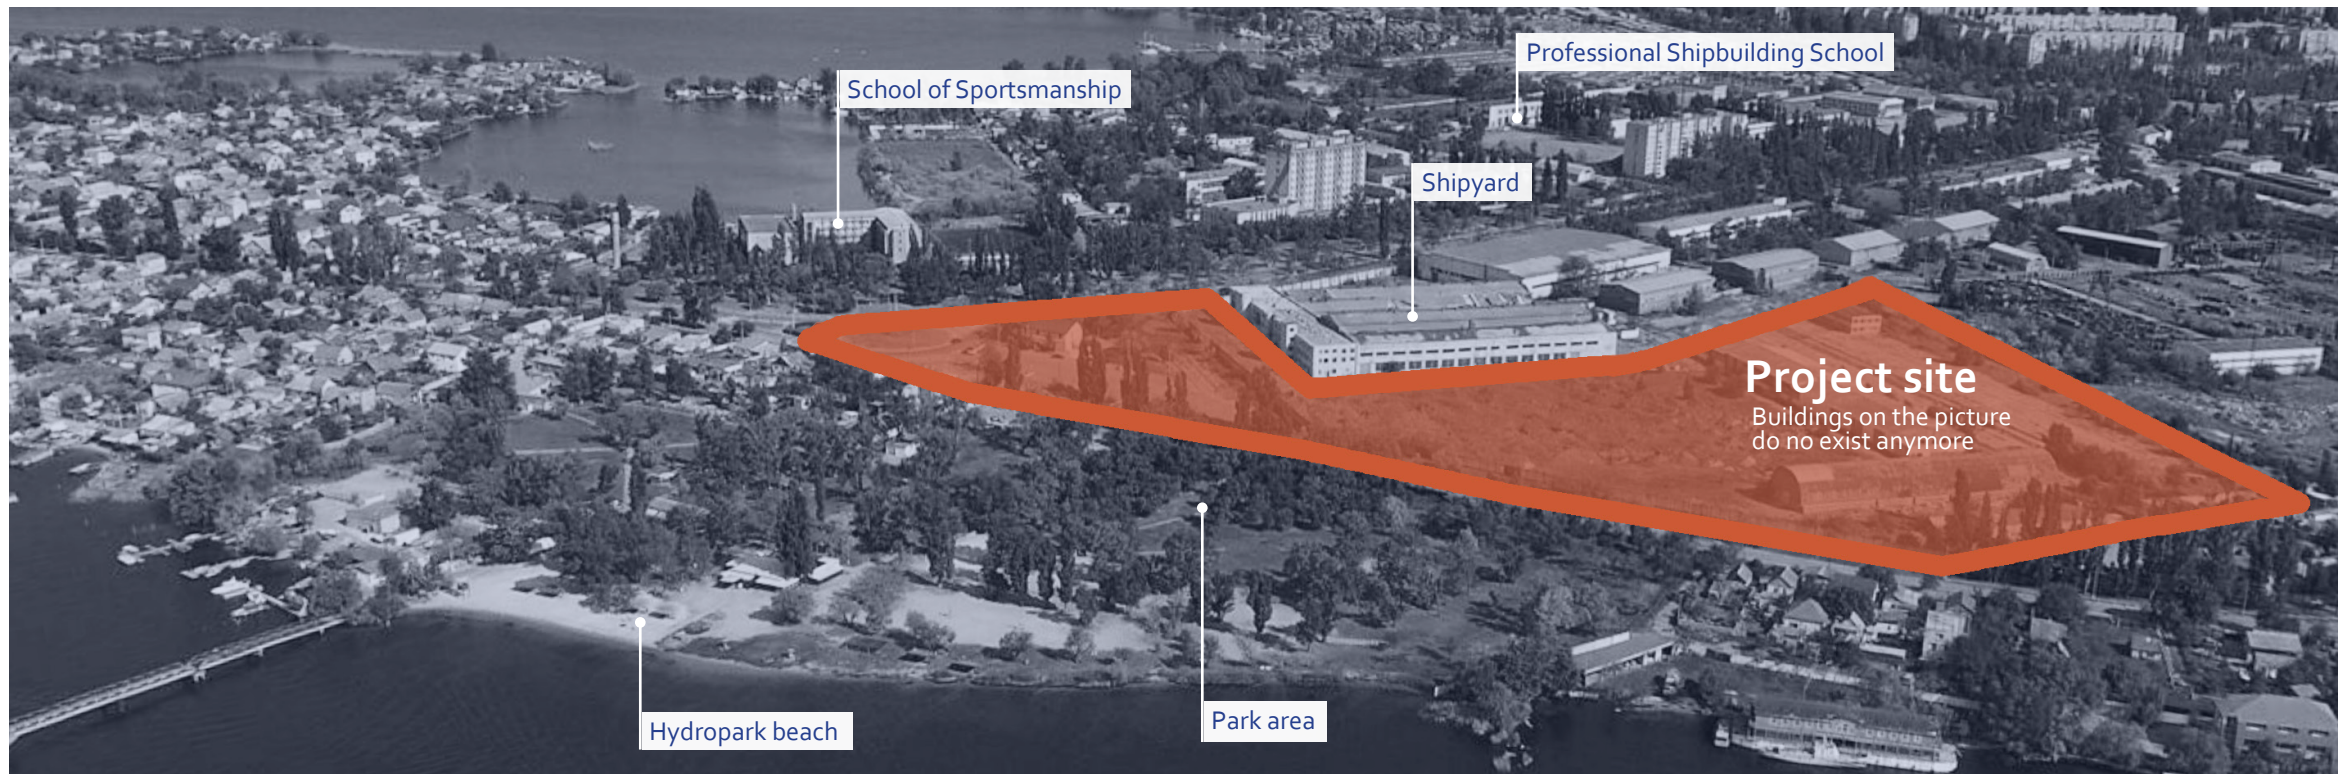 Professional Shipbuilding School
School of Sportsmanship
Shipyard
Project site
Buildings on the picture
do no exist anymore
Park area
Hydropark beach